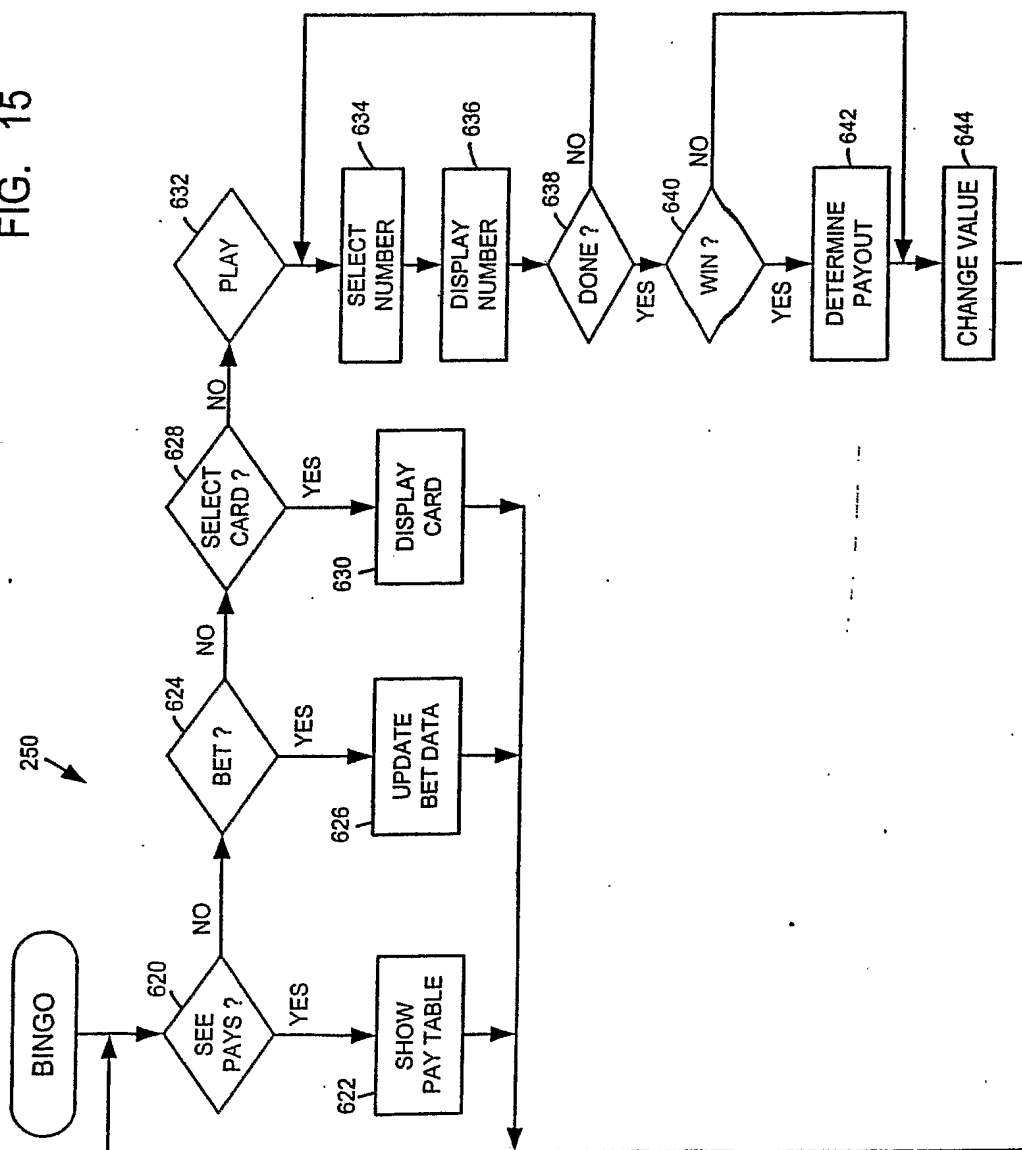 FIG. 15
250
BINGO
620
SEE
PAYS ?
NO
YES
622
SHOW
PAY TABLE
624
BET ?
NO
YES
626
UPDATE
BET DATA
628
SELECT
CARD ?
NO
YES
630
DISPLAY
CARD
632
PLAY
634
SELECT
NUMBER
636
DISPLAY
NUMBER
638
DONE ?
NO
YES
640
WIN ?
NO
YES
642
DETERMINE
PAYOUT
644
CHANGE VALUE